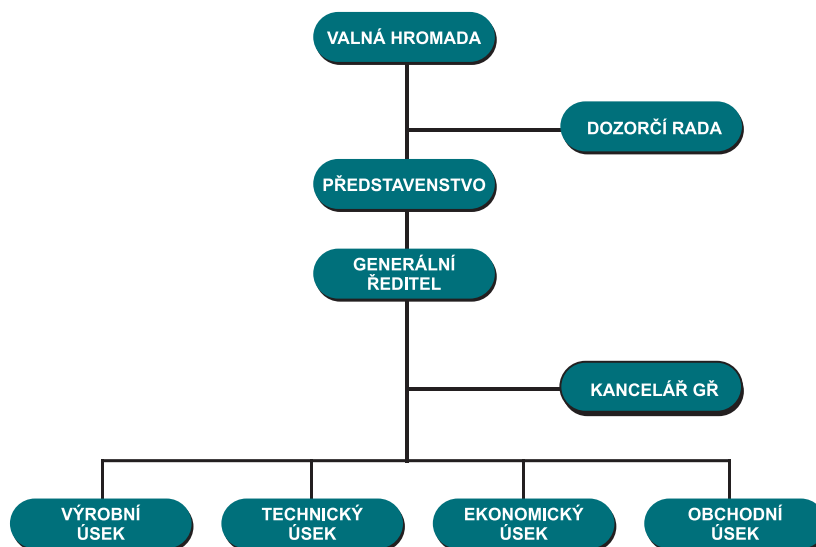 VALNÁ HROMADA
DOZORČÍ RADA
PŘEDSTAVENSTVO
GENERÁLNÍ
ŘEDITEL
KANCELÁŘ GŘ
VÝROBNÍ
ÚSEK
TECHNICKÝ
ÚSEK
EKONOMICKÝ
ÚSEK
OBCHODNÍ
ÚSEK